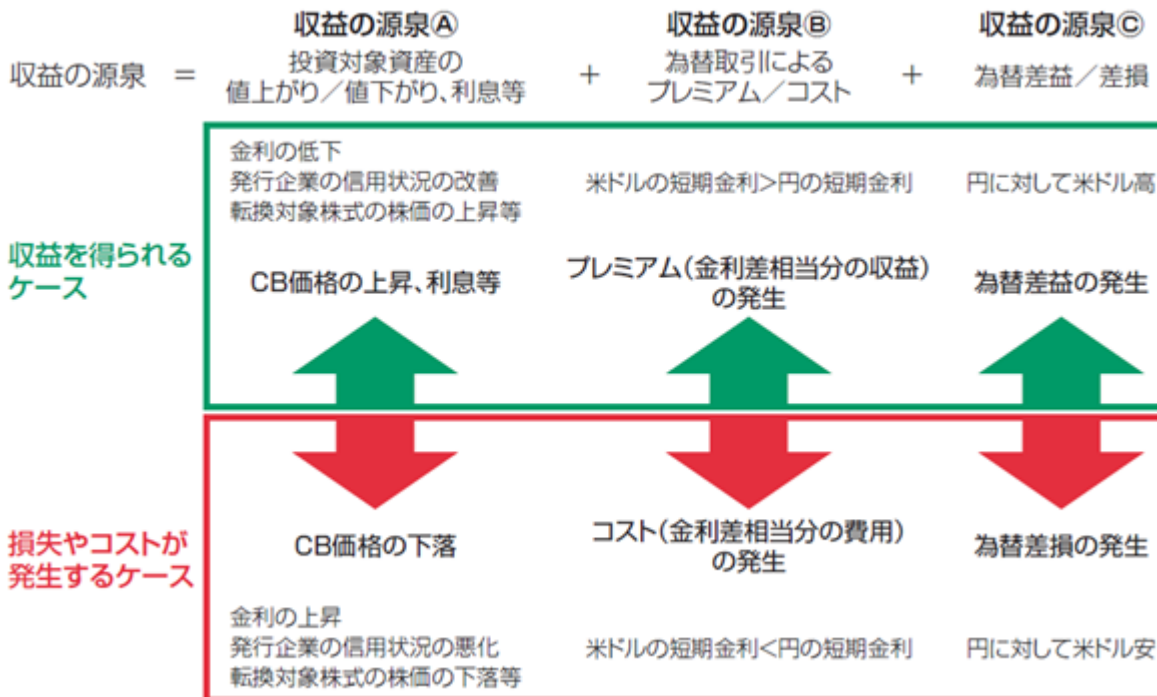 収益の源泉Ⓐ
収益の源泉Ⓑ
収益の源泉Ⓒ
収益の源泉 =
投資対象資産の
値上がり/値下がり、利息等
+
為替取引による
プレミアム/コスト
+
為替差益/差損
金利の低下
発行企業の信用状況の改善
転換対象株式の株価の上昇等
米ドルの短期金利>円の短期金利
円に対して米ドル高
収益を得られる
ケース
CB価格の上昇、利息等
プレミアム(金利差相当分の収益)
の発生
為替差益の発生
損失やコストが
発生するケース
CB価格の下落
コスト(金利差相当分の費用)
の発生
為替差損の発生
金利の上昇
発行企業の信用状況の悪化
転換対象株式の株価の下落等
米ドルの短期金利<円の短期金利
円に対して米ドル安